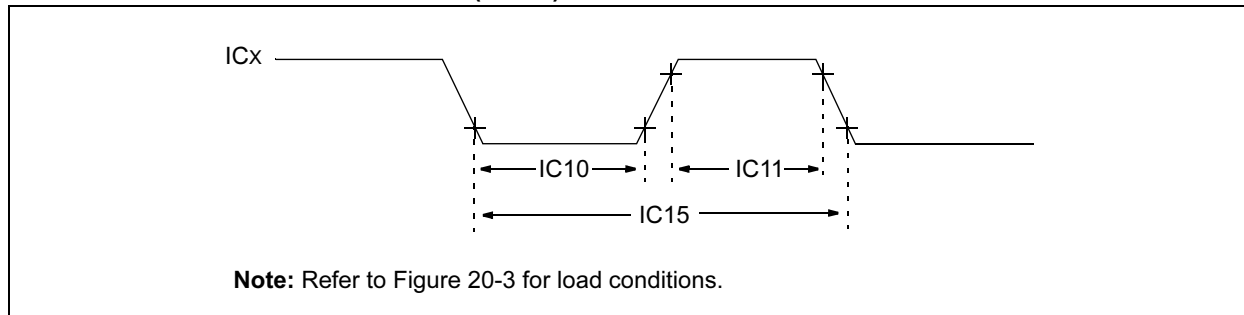 ICx
IC10
IC11
IC15
Note: Refer to Figure 20-3 for load conditions.